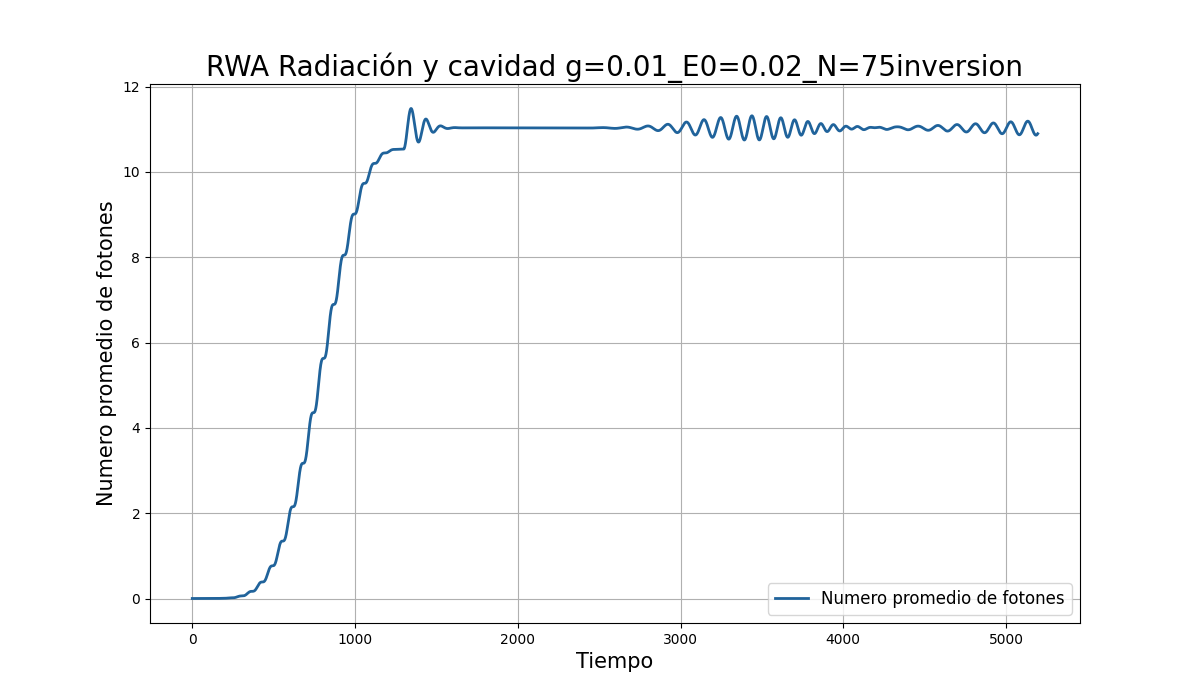 RWA Radiación y cavidad g=0.01_E0=0.02_N=75inversion
12
10
8
6
4
2
0
Numero promedio de fotones
Numero promedio de fotones
0 1000 2000 3000 4000 5000
Tiempo